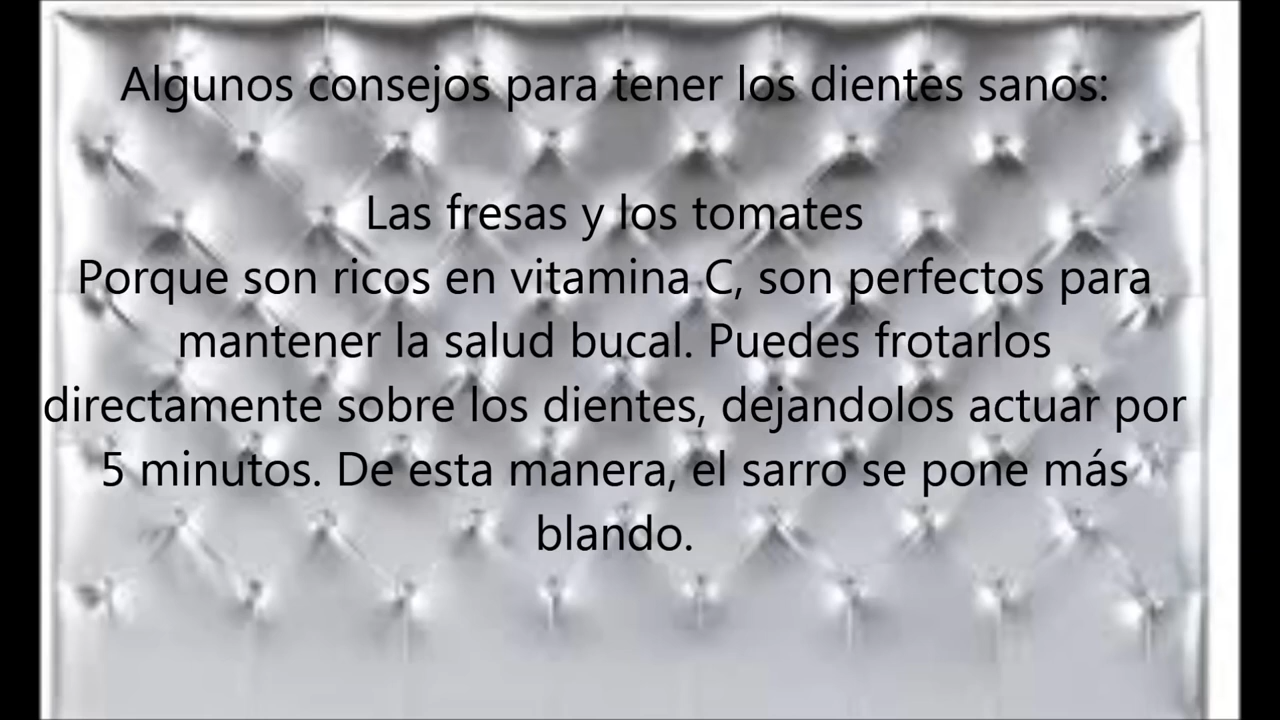 Algunos consejos para tener los dientes sanos:
Las fresas y los tomates
Porque son ricos en vitamina C, son perfectos para
mantener la salud bucal. Puedes frotarlos
directamente sobre los dientes, dejandolos actuar por
5 minutos. De esta manera, el sarro se pone más
blando.